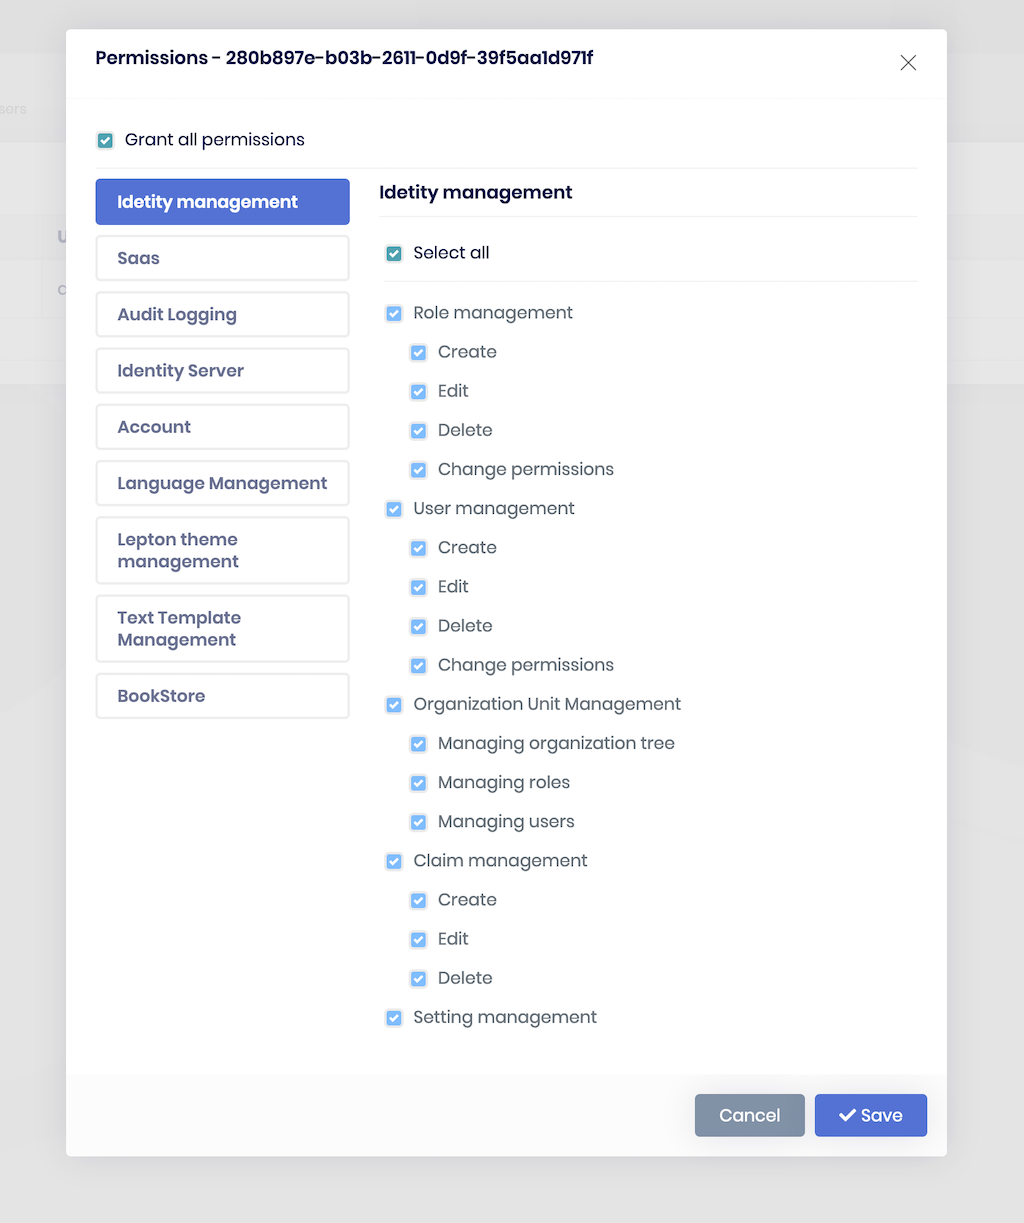 Permissions - 280b897e-b03b-2611-0d9f-39f5aa1d971f
Grant all permissions
Idetity management
Saas
Audit Logging
Identity Server
Account
Language Management
Lepton theme
management
Text Template
Management
BookStore
Idetity management
Select all
Role management
Create
Edit
Delete
Change permissions
User management
Create
Edit
Delete
Change permissions
Organization Unit Management
Managing organization tree
Managing roles
Managing users
Claim management
Create
Edit
Delete
Setting management
Cancel
Save